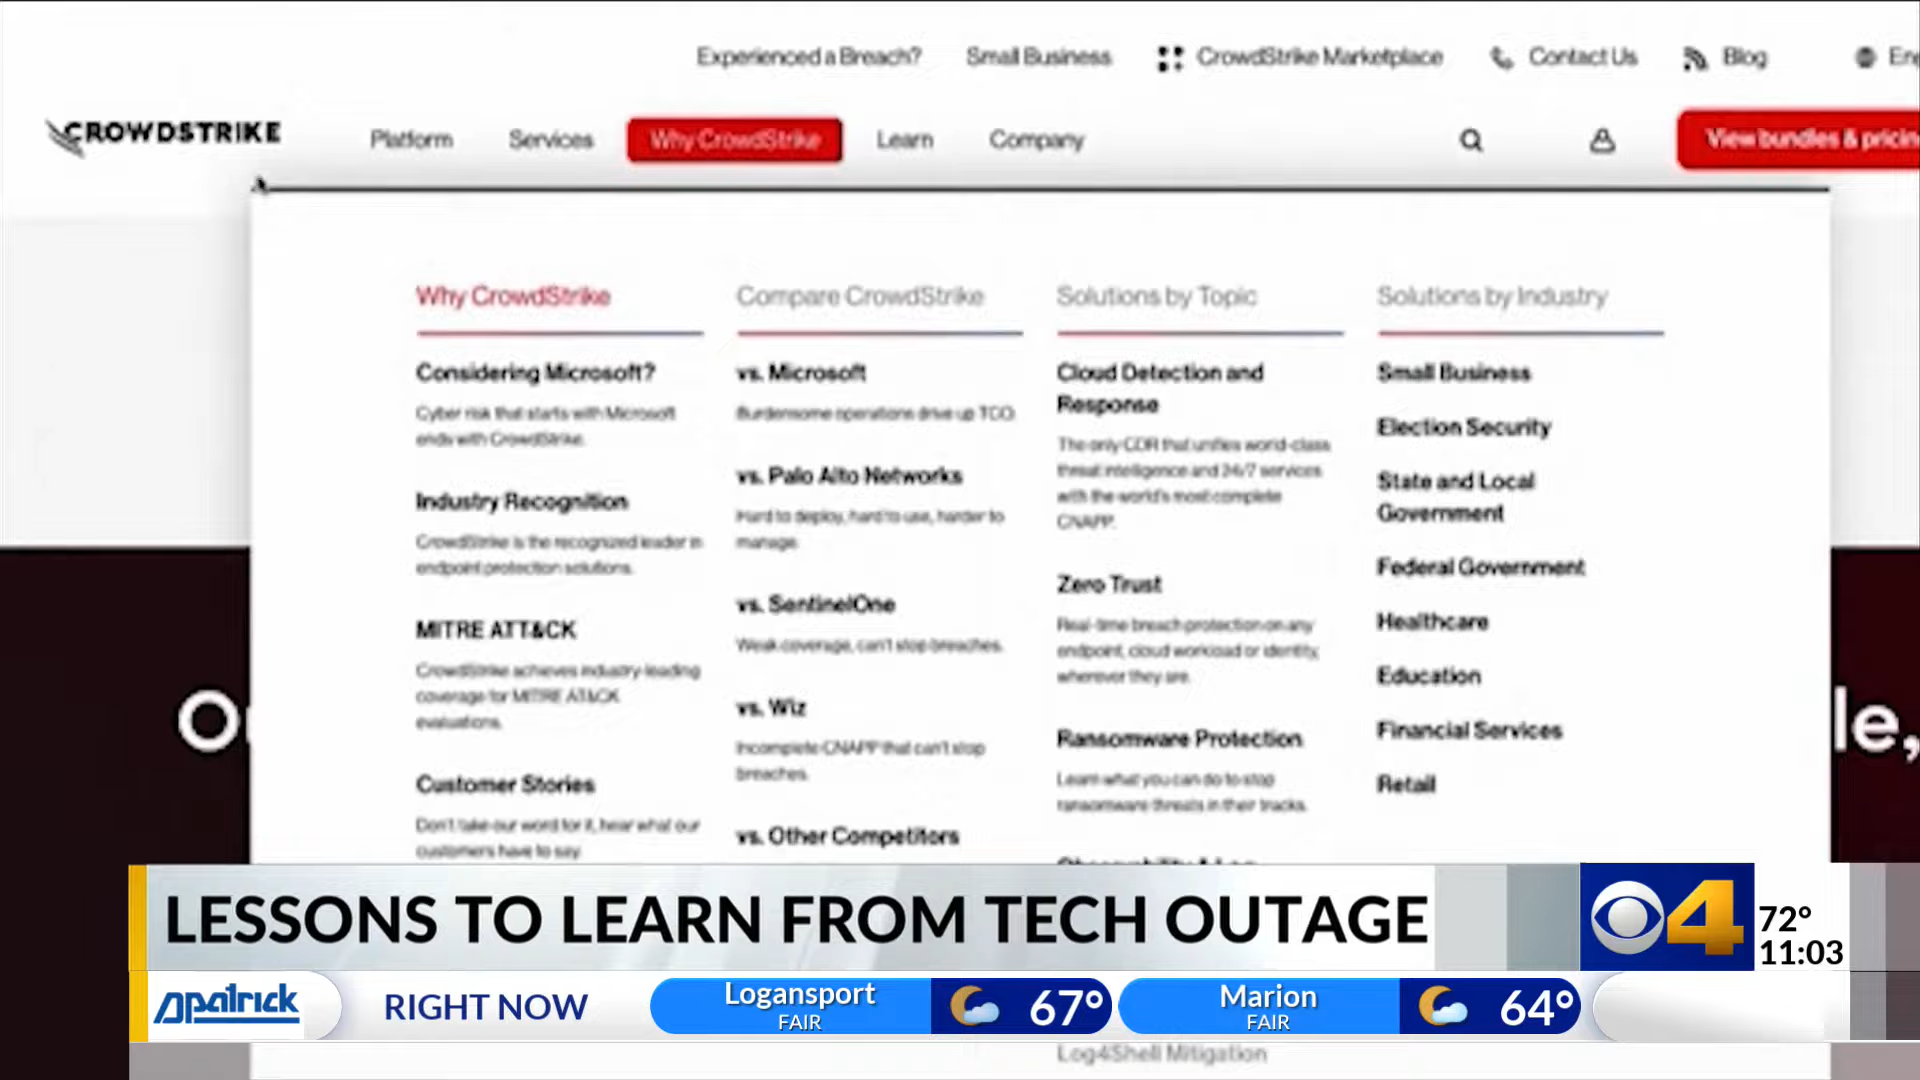 Experienced a Breach? Small Business CrowdStrike Marketplace Contact Us Blog
CROWDSTRIKE Platform Services Why CrowdStrike Learn Company View bundles &
Why CrowdStrike
Considering Microsoft?
Cyber risk that starts with Microsoft
ends with CrowdStrike.
Industry Recognition
CrowdStrike is the recognized leader in
endpoint protection solutions.
MITRE ATT&CK
CrowdStrike achieves industry-leading
coverage for MITRE AT&CK
evaluations.
Customer Stories
Don't take our word for it, hear what our
customers have to say.
Compare CrowdStrike
vs. Microsoft
Burdensome operations drive up TCO.
vs. Palo Alto Networks
Hard to deploy, hard to use, harder to
manage.
vs. SentinelOne
Weak coverage, can't stop breaches.
vs. Wiz
Incomplete CNAPP that can't stop
breaches.
vs. Other Competitors
Solutions by Topic
Cloud Detection and
Response
The only CDR that unifies world-class
threat intelligence and 24/7 services
with the world's most complete
CNAPP.
Zero Trust
Real-time breach protection on any
endpoint, cloud workload or identity,
wherever they are.
Ransomware Protection
Learn what you can do to stop
ransomware threats in their tracks.
Log4Shell Mitigation
Solutions by Industry
Small Business
Election Security
State and Local
Government
Federal Government
Healthcare
Education
Financial Services
Retail
LESSONS TO LEARN FROM TECH OUTAGE
4
72°
11:03
patrick RIGHT NOW
Logansport
FAIR
67°
Marion
FAIR
64°